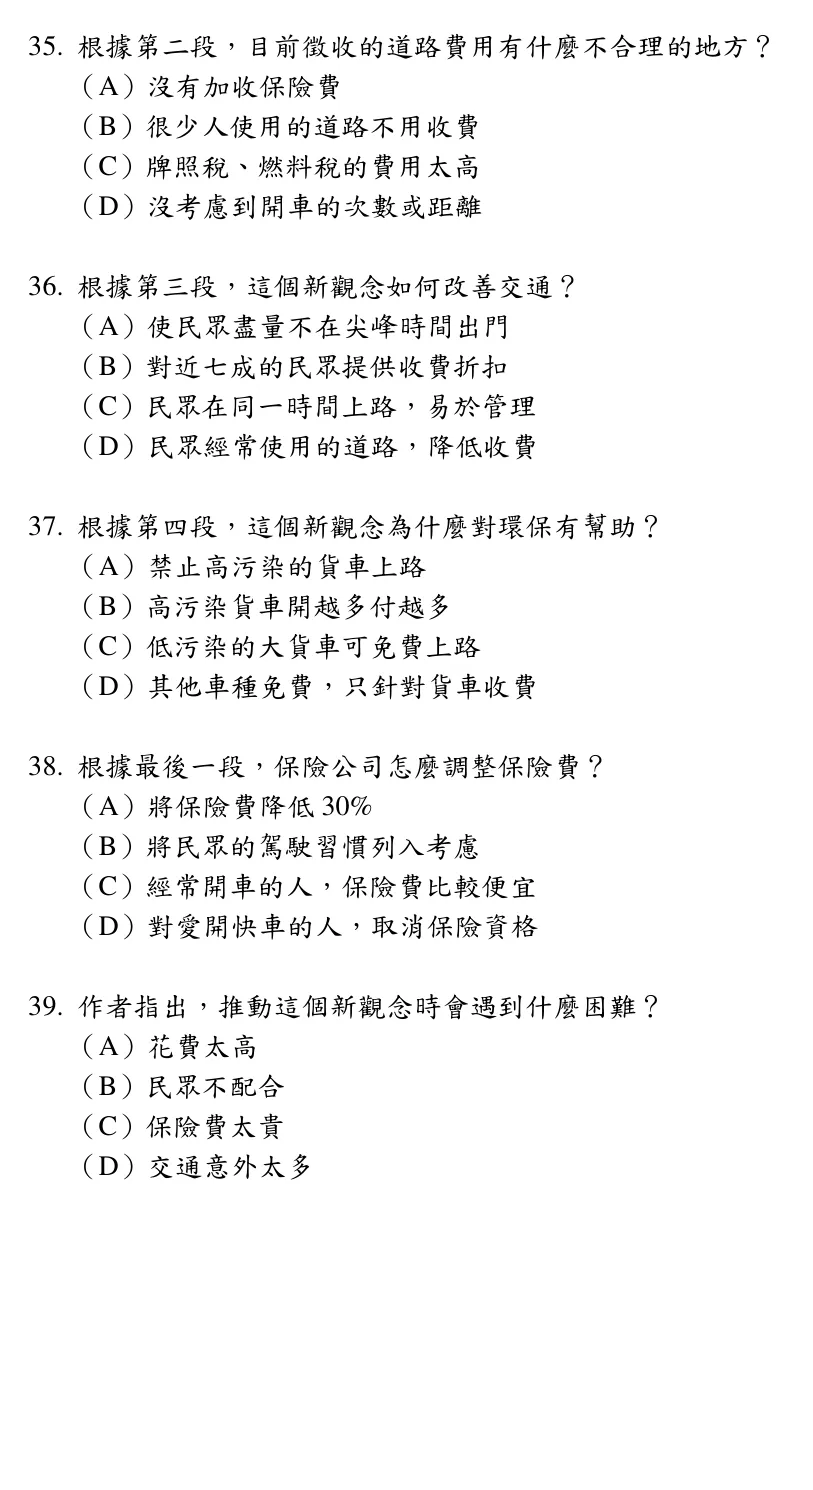 35. 根據第二段，目前徵收的道路費用有什麼不合理的地方？
（A）沒有加收保險費
（B）很少人使用的道路不用收費
（C）牌照稅、燃料稅的費用太高
（D）沒考慮到開車的次數或距離
36. 根據第三段，這個新觀念如何改善交通？
（A）使民眾盡量不在尖峰時間出門
（B）對近七成的民眾提供收費折扣
（C）民眾在同一時間上路，易於管理
（D）民眾經常使用的道路，降低收費
37. 根據第四段，這個新觀念為什麼對環保有幫助？
（A）禁止高污染的貨車上路
（B）高污染貨車開越多付越多
（C）低污染的大貨車可免費上路
（D）其他車種免費，只針對貨車收費
38. 根據最後一段，保險公司怎麼調整保險費？
（A）將保險費降低 30%
（B）將民眾的駕駛習慣列入考慮
（C）經常開車的人，保險費比較便宜
（D）對愛開快車的人，取消保險資格
39. 作者指出，推動這個新觀念時會遇到什麼困難？
（A）花費太高
（B）民眾不配合
（C）保險費太貴
（D）交通意外太多